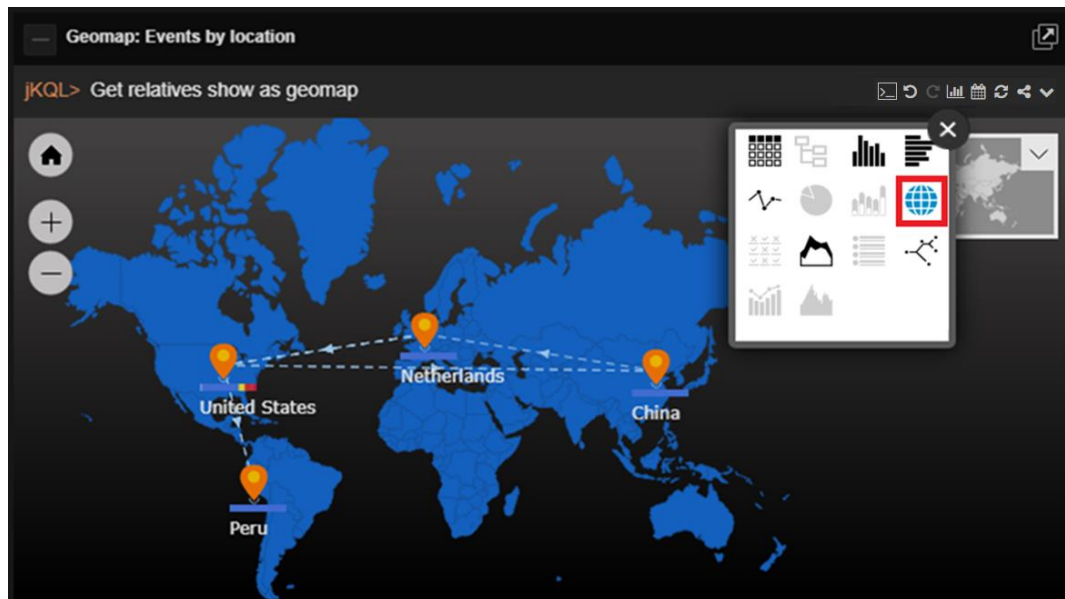 Geomap: Events by location
jKQL> Get relatives show as geomap
Netherlands
United States
China
Peru